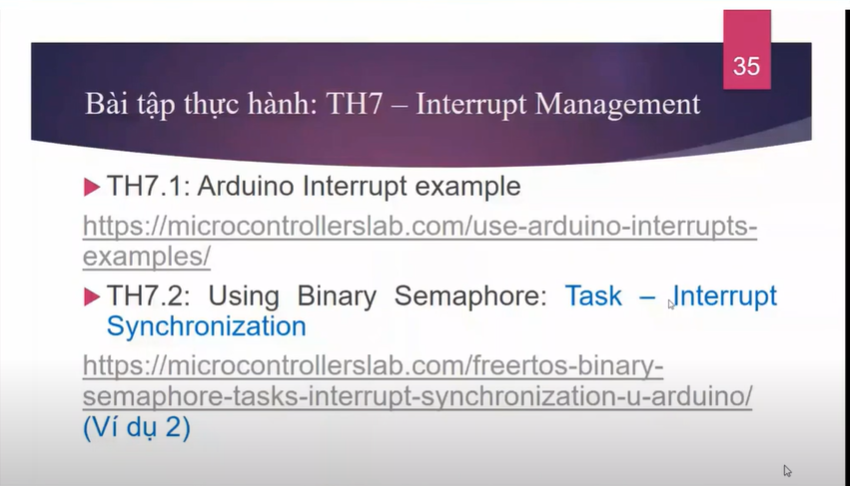 35
Bài tập thực hành: TH7 – Interrupt Management
TH7.1: Arduino Interrupt example
https://microcontrollerslab.com/use-arduino-interrupts-
examples/
TH7.2: Using Binary Semaphore: Task – Interrupt
Synchronization
https://microcontrollerslab.com/freertos-binary-
semaphore-tasks-interrupt-synchronization-u-arduino/
(Ví dụ 2)